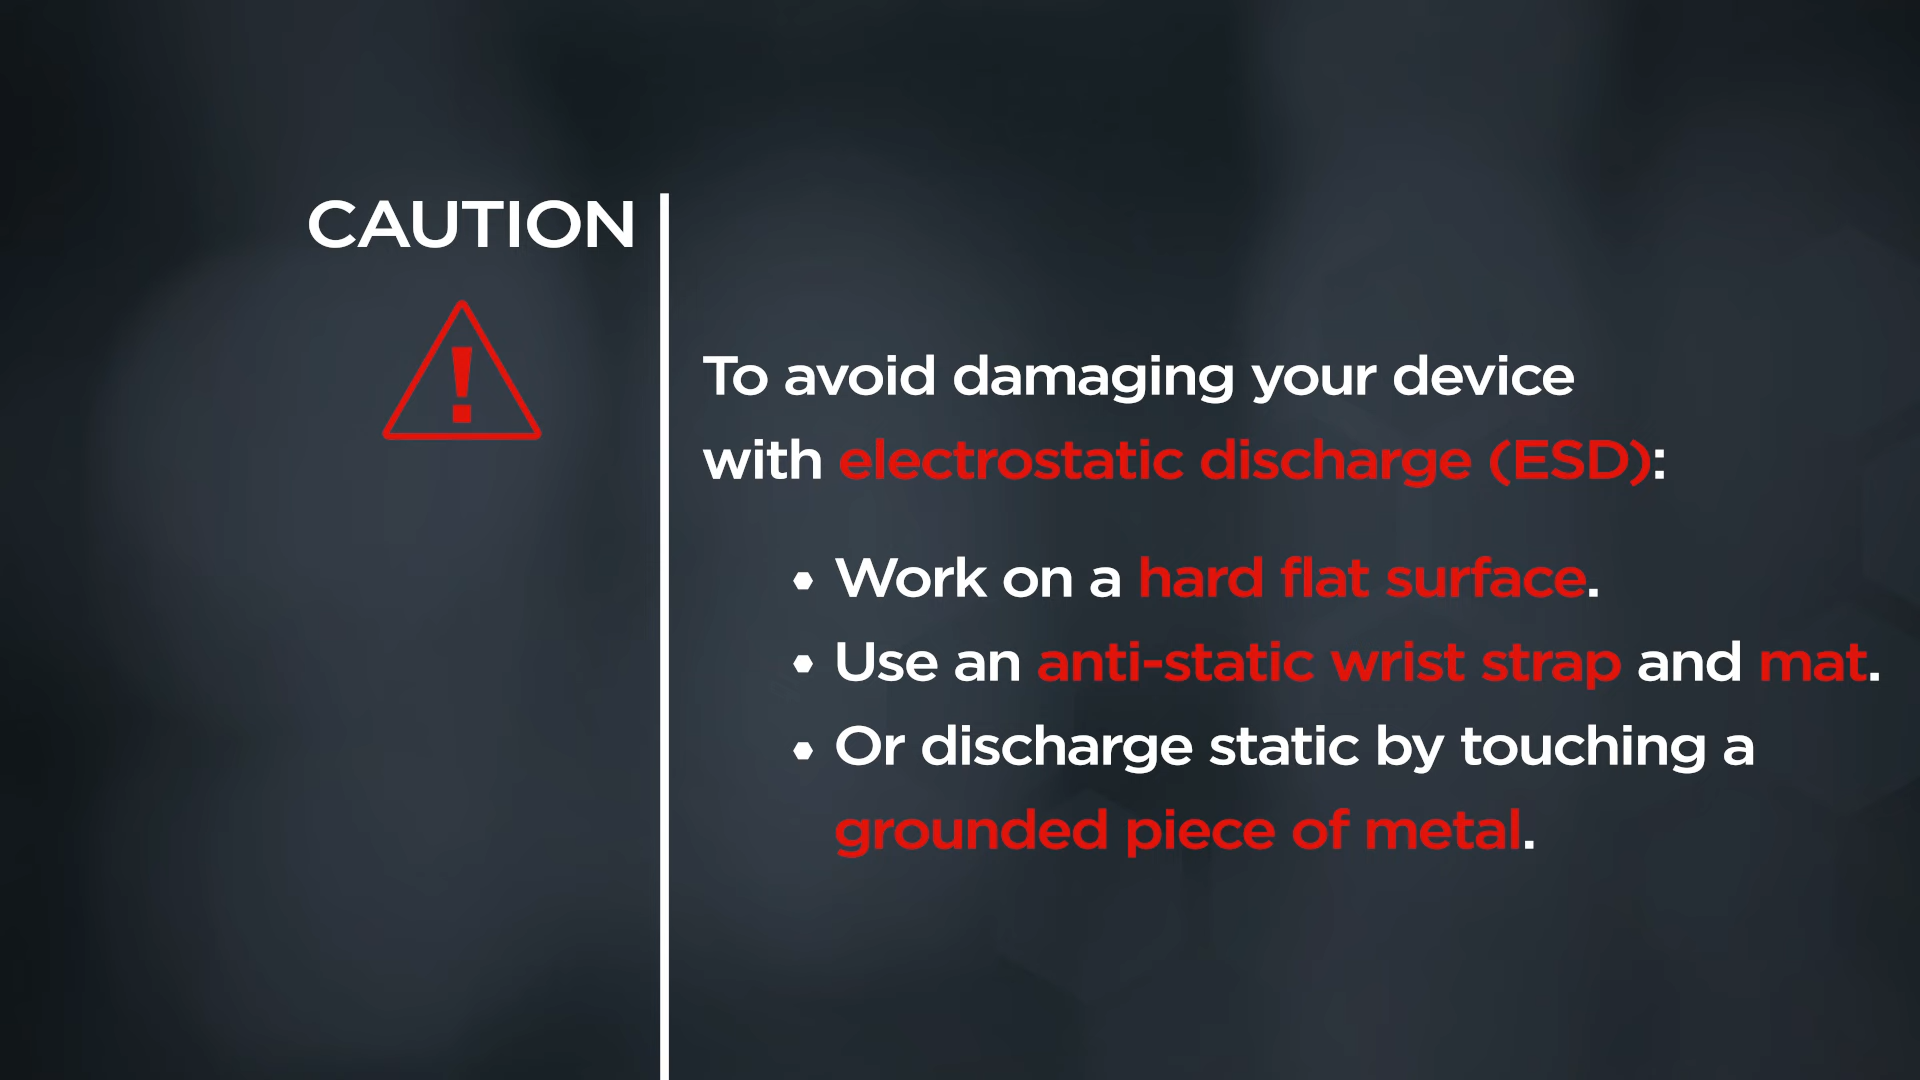 CAUTION
!
To avoid damaging your device
with electrostatic discharge (ESD):
• Work on a hard flat surface.
• Use an anti-static wrist strap and mat.
• Or discharge static by touching a
grounded piece of metal.